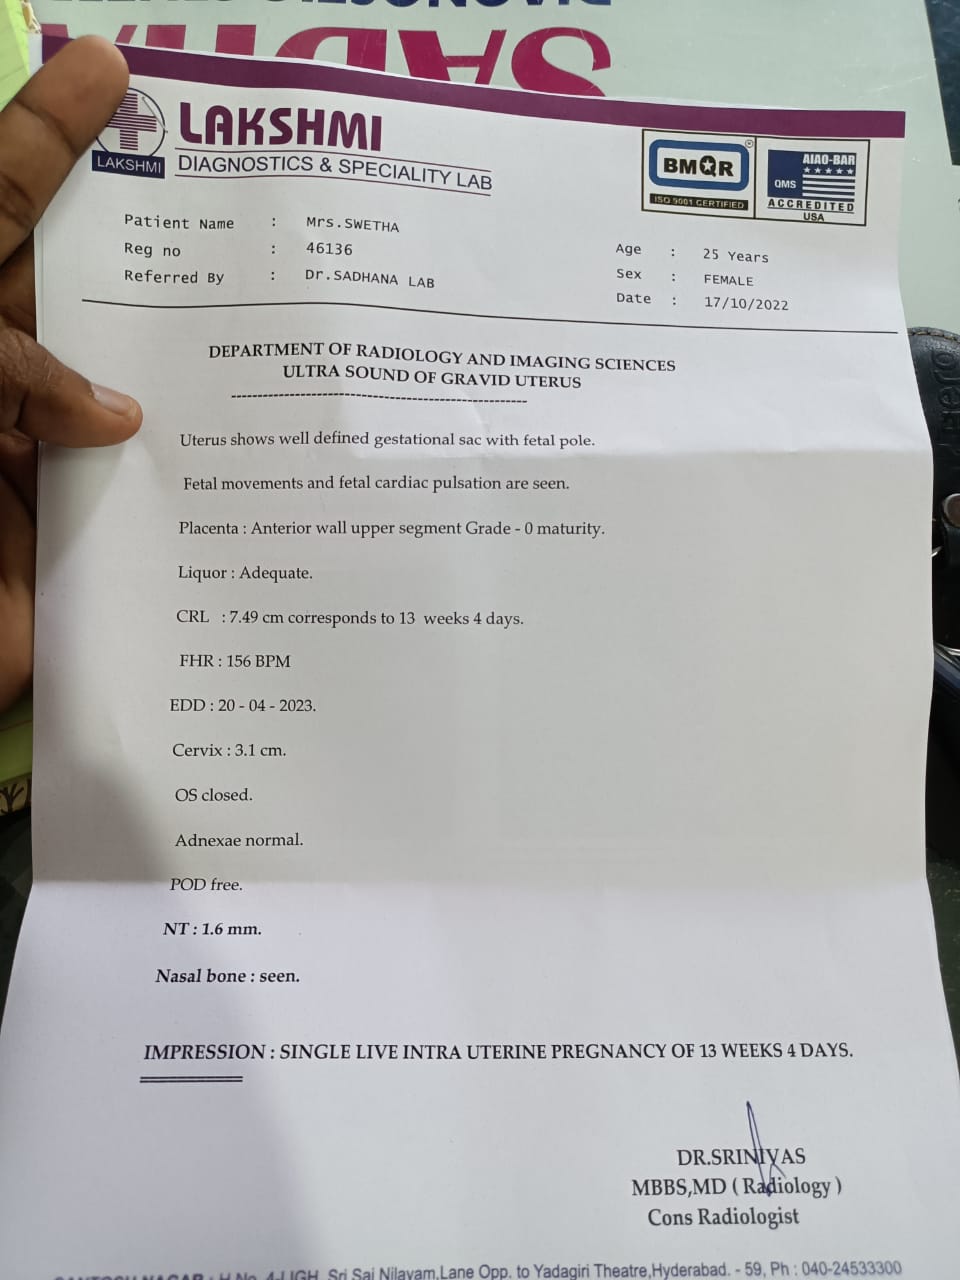 SADHA
LAKSHMI
LAKSHMI
DIAGNOSTICS & SPECIALITY LAB
BMQR
ISO 9001 CERTIFIED
AIAO-BAR
QMS
ACCREDITED
USA
Patient Name : Mrs.SWETHA
Reg no : 46136
Referred By : Dr.SADHANA LAB
Age : 25 Years
Sex : FEMALE
Date : 17/10/2022
DEPARTMENT OF RADIOLOGY AND IMAGING SCIENCES
ULTRA SOUND OF GRAVID UTERUS
Uterus shows well defined gestational sac with fetal pole.
Fetal movements and fetal cardiac pulsation are seen.
Placenta : Anterior wall upper segment Grade - 0 maturity.
Liquor : Adequate.
CRL : 7.49 cm corresponds to 13 weeks 4 days.
FHR : 156 BPM
EDD : 20 - 04 - 2023.
Cervix : 3.1 cm.
OS closed.
Adnexae normal.
POD free.
NT : 1.6 mm.
Nasal bone : seen.
IMPRESSION : SINGLE LIVE INTRA UTERINE PREGNANCY OF 13 WEEKS 4 DAYS.
DR.SRINIVAS
MBBS,MD ( Radiology )
Cons Radiologist
H.No. 4-LIGH, Sri Sai Nilayam,Lane Opp. to Yadagiri Theatre,Hyderabad. - 59, Ph : 040-24533300